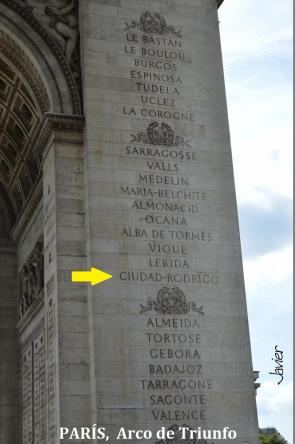 LE BASTAN
LE BOULOU
BURGOS
ESPINOSA
TUDELA
UCLEZ
LA COROGNE
SARRAGOSSE
VALLS
MEDELIN
MARIA-BELCHITE
ALMONACID
OCANA
ALBA DE TORMÈS
VIQUE
LERIDA
CIUDAD-RODRIGO
ALMEIDA
TORTOSE
GEBORA
BADAJOZ
TARRAGONE
SAGONTE
VALENCE
Javier
PARÍS, Arco de Triunfo